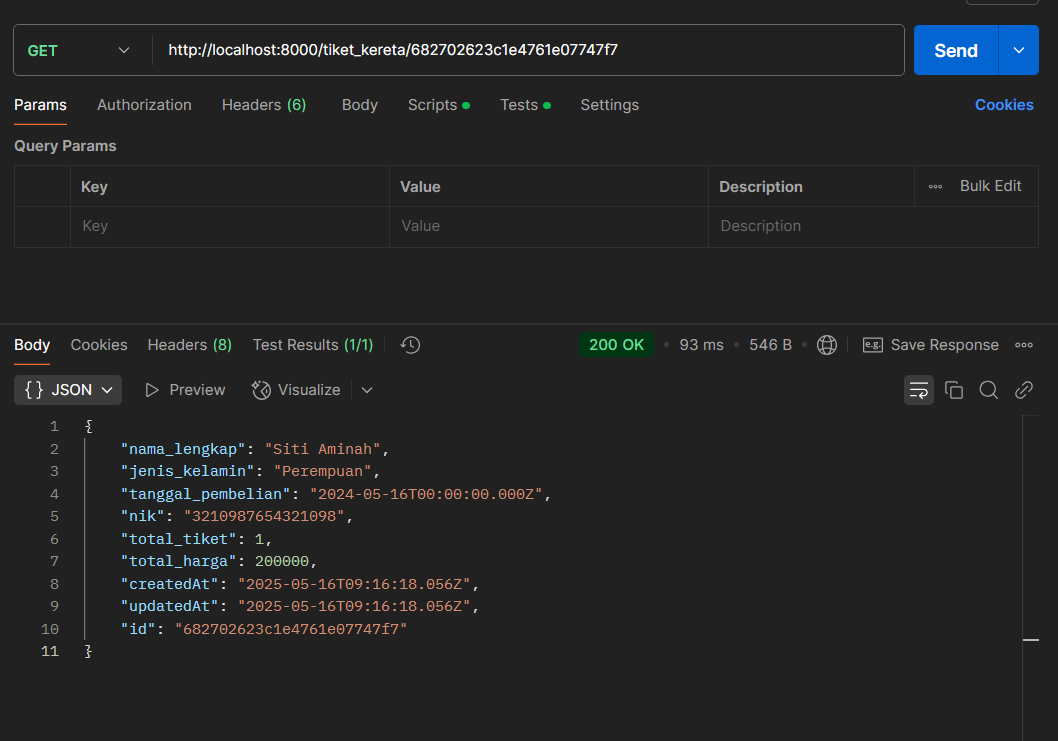 GET http://localhost:8000/tiket_kereta/682702623c1e4761e07747f7 Send
Params Authorization Headers (6) Body Scripts Tests Settings Cookies
Query Params
Key Value Description Bulk Edit
Key Value Description
Body Cookies Headers (8) Test Results (1/1) 200 OK • 93 ms • 546 B e.g. Save Response
{} JSON Preview Visualize
1 {
2 "nama_lengkap": "Siti Aminah",
3 "jenis_kelamin": "Perempuan",
4 "tanggal_pembelian": "2024-05-16T00:00:00.000Z",
5 "nik": "3210987654321098",
6 "total_tiket": 1,
7 "total_harga": 200000,
8 "createdAt": "2025-05-16T09:16:18.056Z",
9 "updatedAt": "2025-05-16T09:16:18.056Z",
10 "id": "682702623c1e4761e07747f7"
11 }